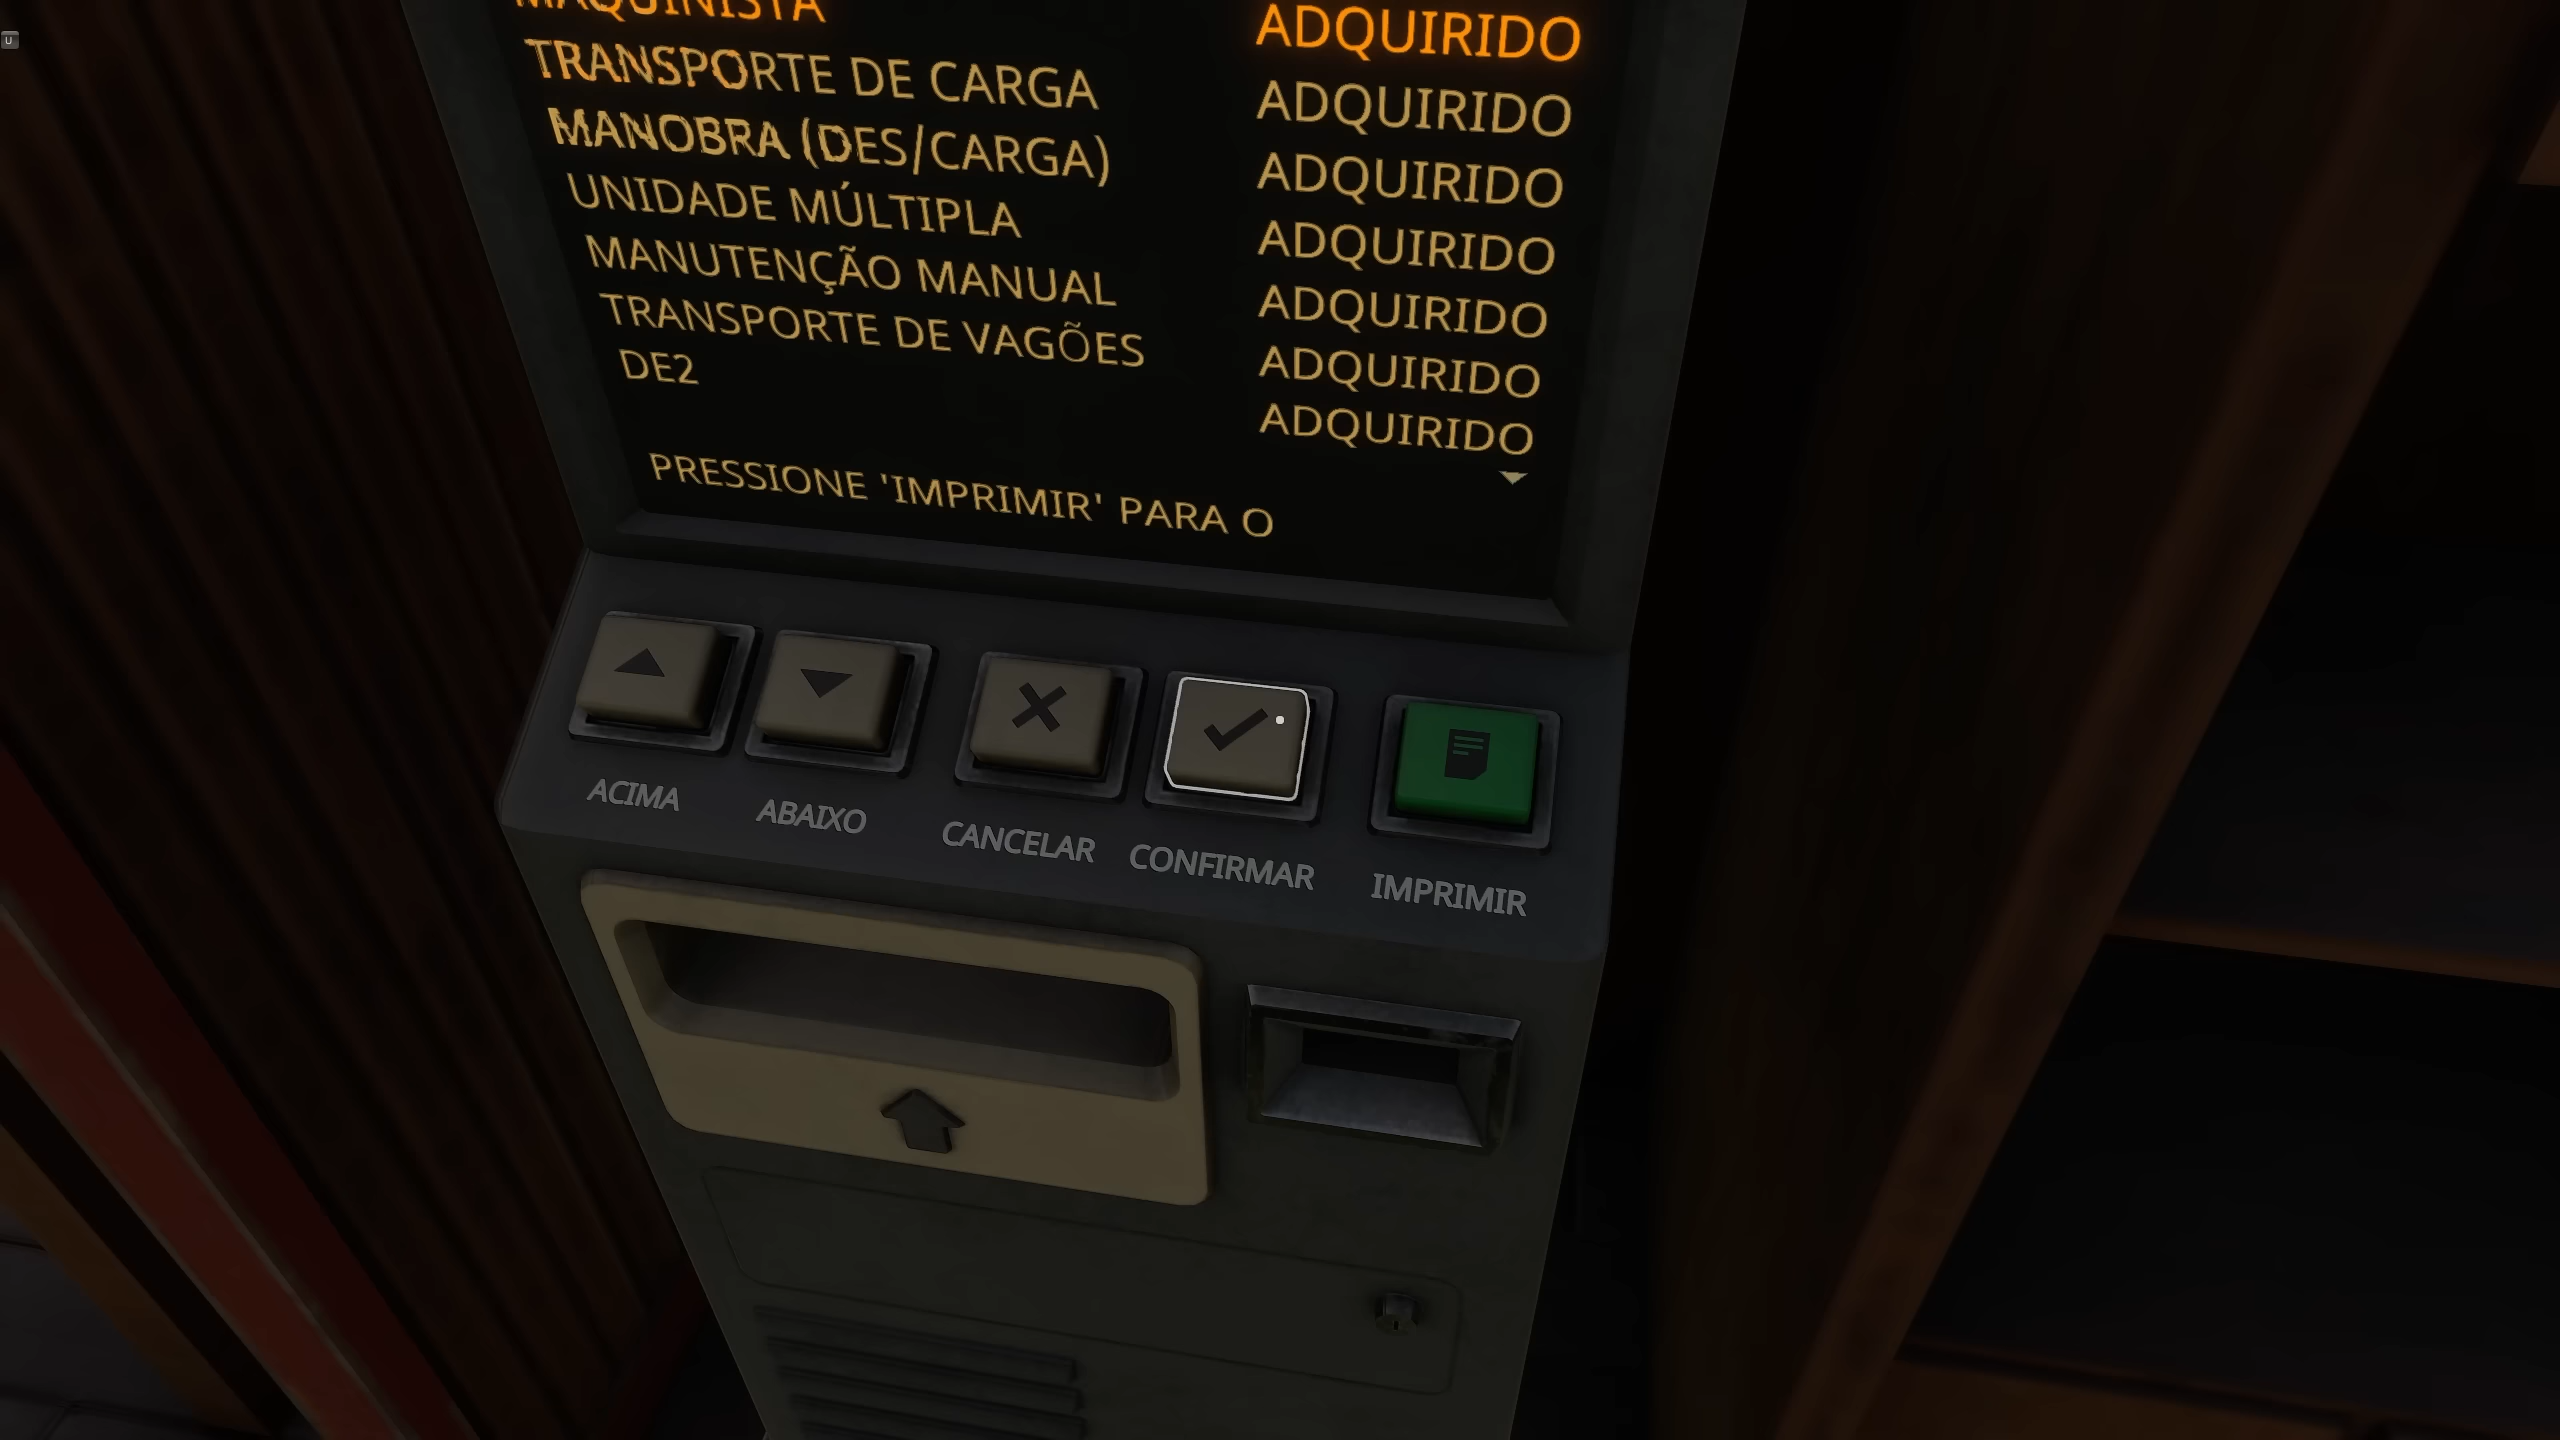 MAQUINISTA ADQUIRIDO
TRANSPORTE DE CARGA ADQUIRIDO
MANOBRA (DES/CARGA) ADQUIRIDO
UNIDADE MÚLTIPLA ADQUIRIDO
MANUTENÇÃO MANUAL ADQUIRIDO
TRANSPORTE DE VAGÕES ADQUIRIDO
DE2 ADQUIRIDO
PRESSIONE 'IMPRIMIR' PARA O
ACIMA
ABAIXO
CANCELAR
CONFIRMAR
IMPRIMIR
U